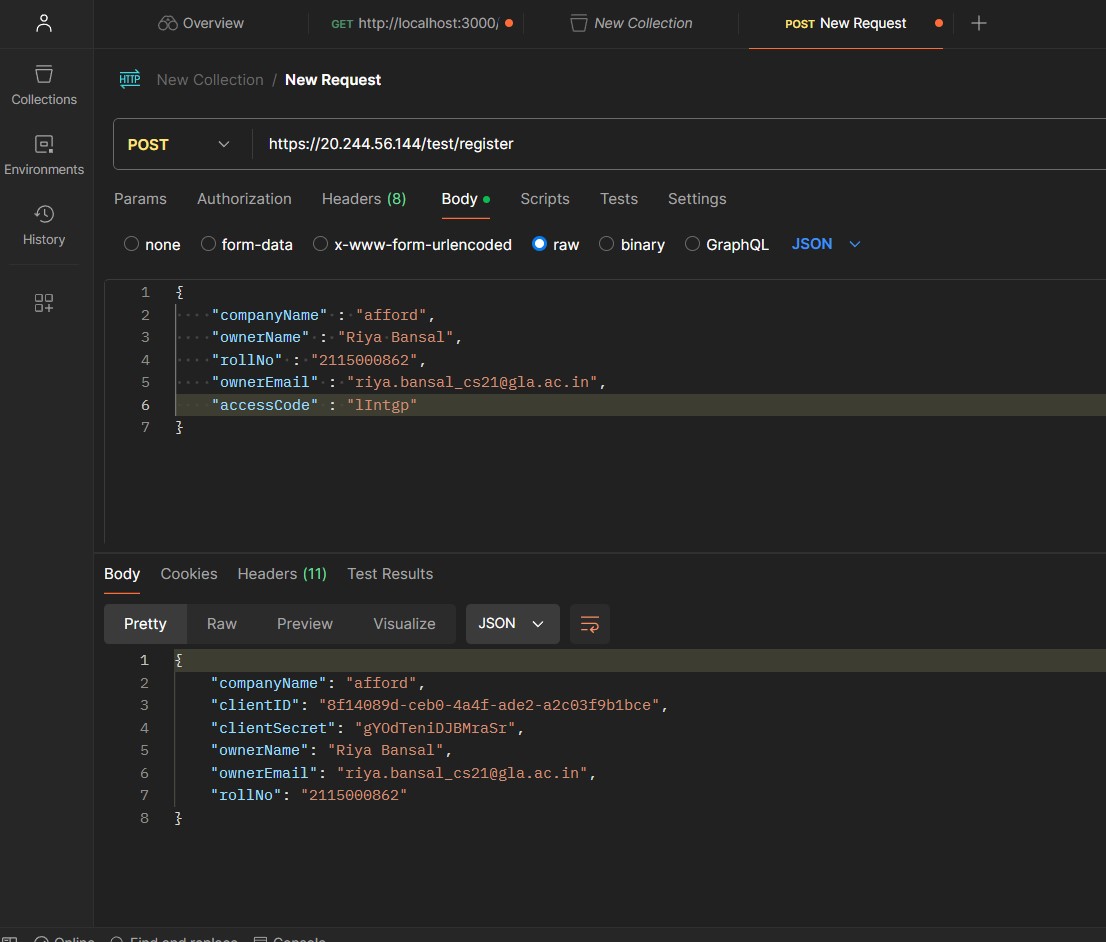 Overview
GET http://localhost:3000/
New Collection
POST New Request
Collections
Environments
History
HTTP New Collection / New Request
POST https://20.244.56.144/test/register
Params Authorization Headers (8) Body Scripts Tests Settings
none form-data x-www-form-urlencoded raw binary GraphQL JSON
1 {
2 "companyName" : "afford",
3 "ownerName" : "Riya Bansal",
4 "rollNo" : "2115000862",
5 "ownerEmail" : "riya.bansal_cs21@gla.ac.in",
6 "accessCode" : "lIntgp"
7 }
Body Cookies Headers (11) Test Results
Pretty Raw Preview Visualize JSON
1 {
2 "companyName": "afford",
3 "clientID": "8f14089d-ceb0-4a4f-ade2-a2c03f9b1bce",
4 "clientSecret": "gYOdTeniDJBMraSr",
5 "ownerName": "Riya Bansal",
6 "ownerEmail": "riya.bansal_cs21@gla.ac.in",
7 "rollNo": "2115000862"
8 }
Online Find and replace Console